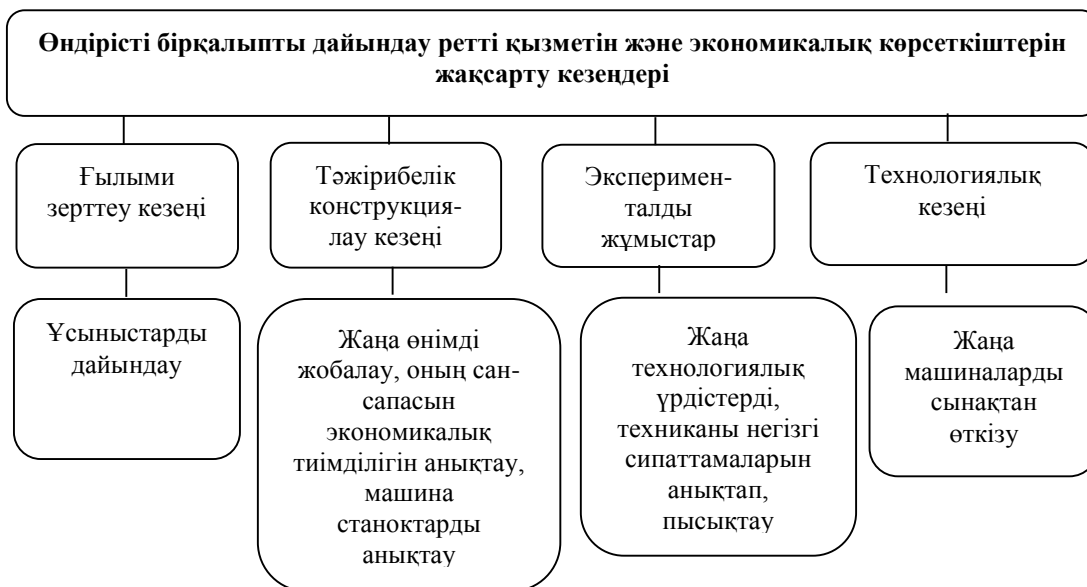 Өндірісті бірқалыпты дайындау ретті қызметін және экономикалық көрсеткіштерін
жақсарту кезеңдері
Ғылыми
зерттеу кезеңі
Тәжірибелік
конструкция-
лау кезеңі
Эксперимен-
талды
жұмыстар
Технологиялық
кезеңі
Ұсыныстарды
дайындау
Жаңа өнімді
жобалау, оның сан-
сапасын
экономикалық
тиімділігін анықтау,
машина
станоктарды
анықтау
Жаңа
технологиялық
үрдістерді,
техниканы негізгі
сипаттамаларын
анықтап,
пысықтау
Жаңа
машиналарды
сынақтан
өткізу